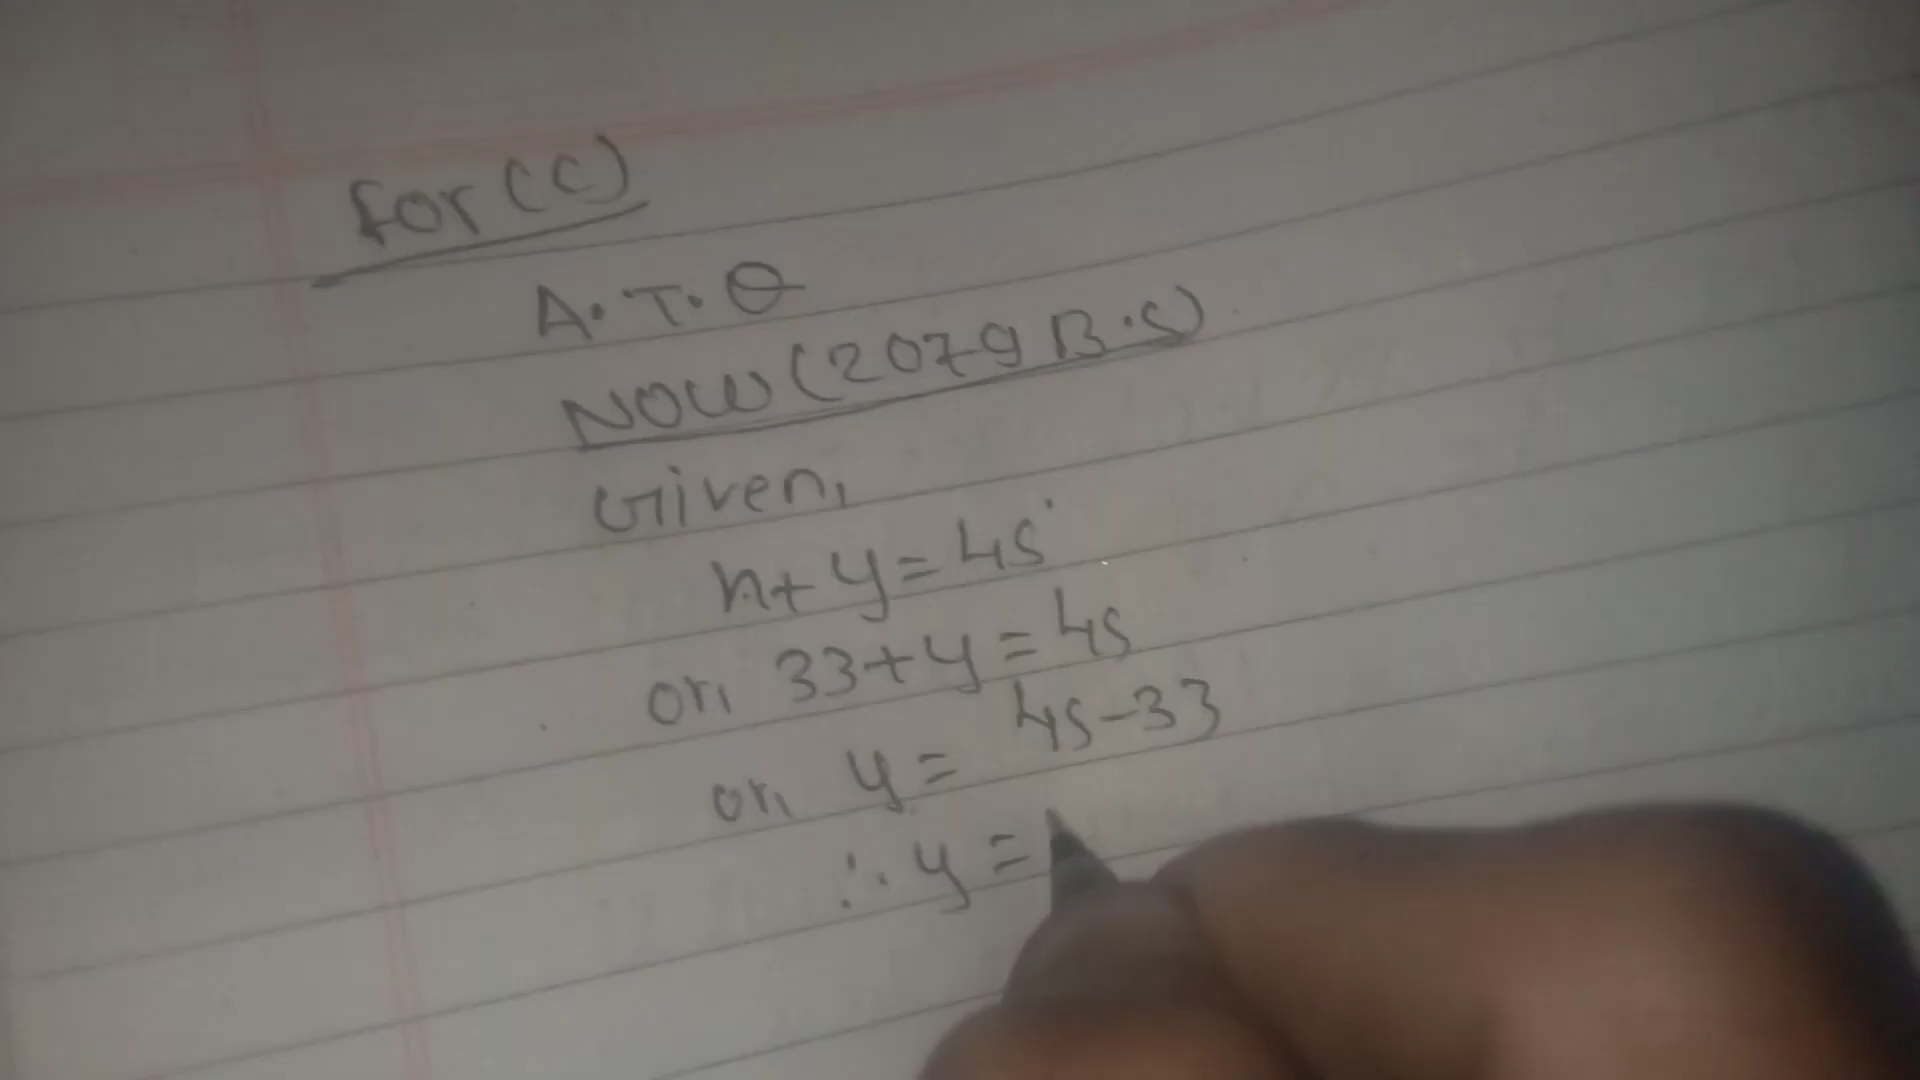 For (C)
A.T.Q
NOW (2079 B.S)
Given,
x+y=45
or, 33+y=45
or, y= 45-33
∴ y =